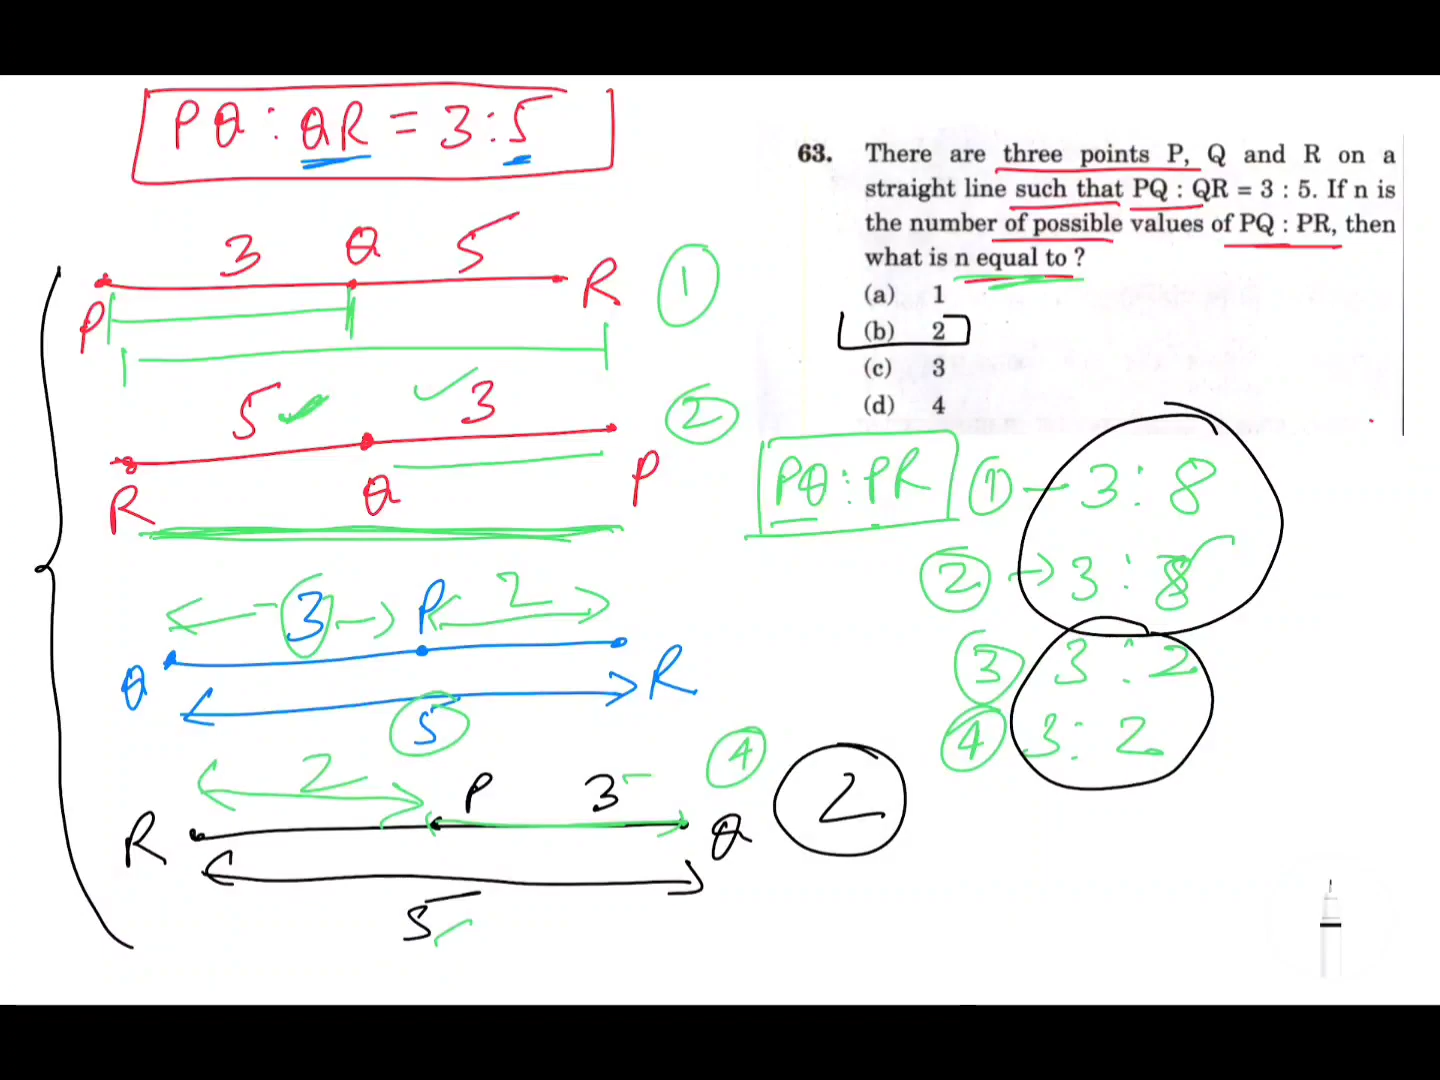 PQ : QR = 3 : 5
63. There are three points P, Q and R on a
straight line such that PQ : QR = 3 : 5. If n is
the number of possible values of PQ : PR, then
what is n equal to ?
(a) 1
(b) 2
(c) 3
(d) 4
3 Q 5
P R 1
5 3 2
R Q P
PQ : PR 1 → 3 : 8
2 → 3 : 8
3 3 : 2
4 3 : 2
3 P 2
Q R
5
2 P 3 4
R Q 2
5